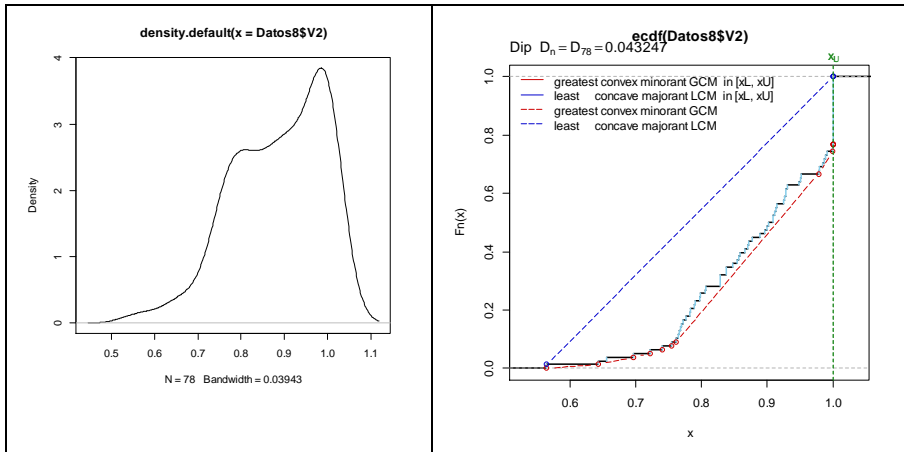 density.default(x = Datos8$V2)
Density
0 1 2 3 4
0.5 0.6 0.7 0.8 0.9 1.0 1.1
N = 78 Bandwidth = 0.03943
ecdf(Datos8$V2)
Dip Dn = D78 = 0.043247
xU
greatest convex minorant GCM in [xL, xU]
least concave majorant LCM in [xL, xU]
greatest convex minorant GCM
least concave majorant LCM
Fn(x)
0.0 0.2 0.4 0.6 0.8 1.0
0.6 0.7 0.8 0.9 1.0
x